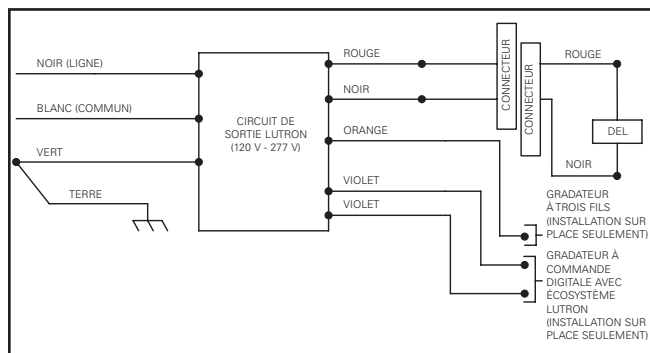 NOIR (LIGNE)
BLANC (COMMUN)
VERT
TERRE
CIRCUIT DE
SORTIE LUTRON
(120 V - 277 V)
ROUGE
NOIR
ORANGE
VIOLET
VIOLET
CONNECTEUR
CONNECTEUR
ROUGE
DEL
NOIR
GRADATEUR
À TROIS FILS
(INSTALLATION SUR
PLACE SEULEMENT)
GRADATEUR À
COMMANDE
DIGITALE AVEC
ÉCOSYSTÈME
LUTRON
(INSTALLATION SUR
PLACE SEULEMENT)